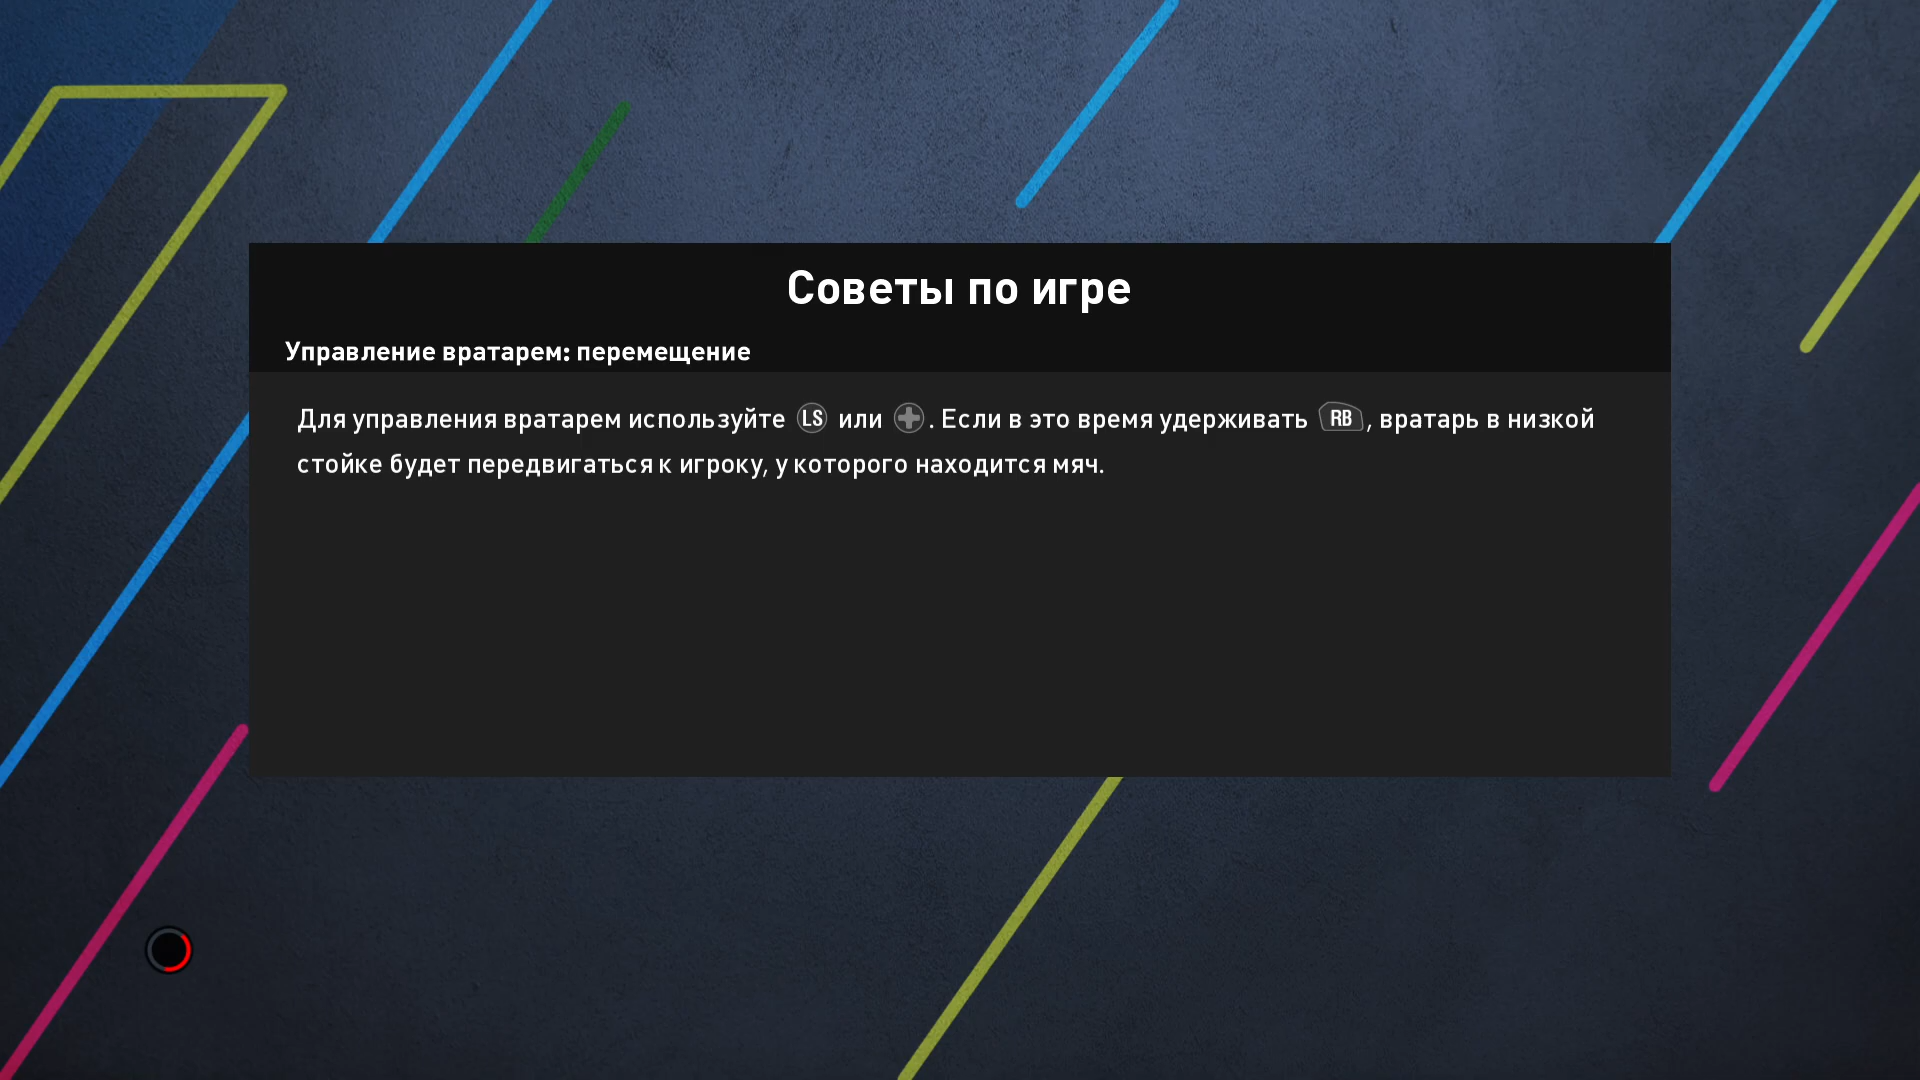 Советы по игре
Управление вратарем: перемещение
Для управления вратарем используйте LS или . Если в это время удерживать RB, вратарь в низкой
стойке будет передвигаться к игроку, у которого находится мяч.